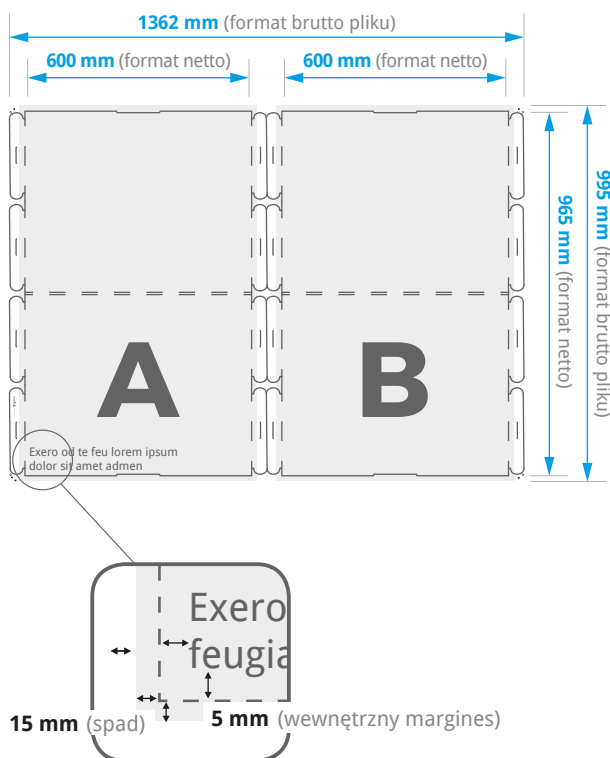 1362 mm (format brutto pliku)
600 mm (format netto)
600 mm (format netto)
965 mm (format netto)
995 mm (format brutto pliku)
A
B
Exero od te feu lorem ipsum
dolor sit amet admen
Exero
feugia
15 mm (spad)
5 mm (wewnętrzny margines)